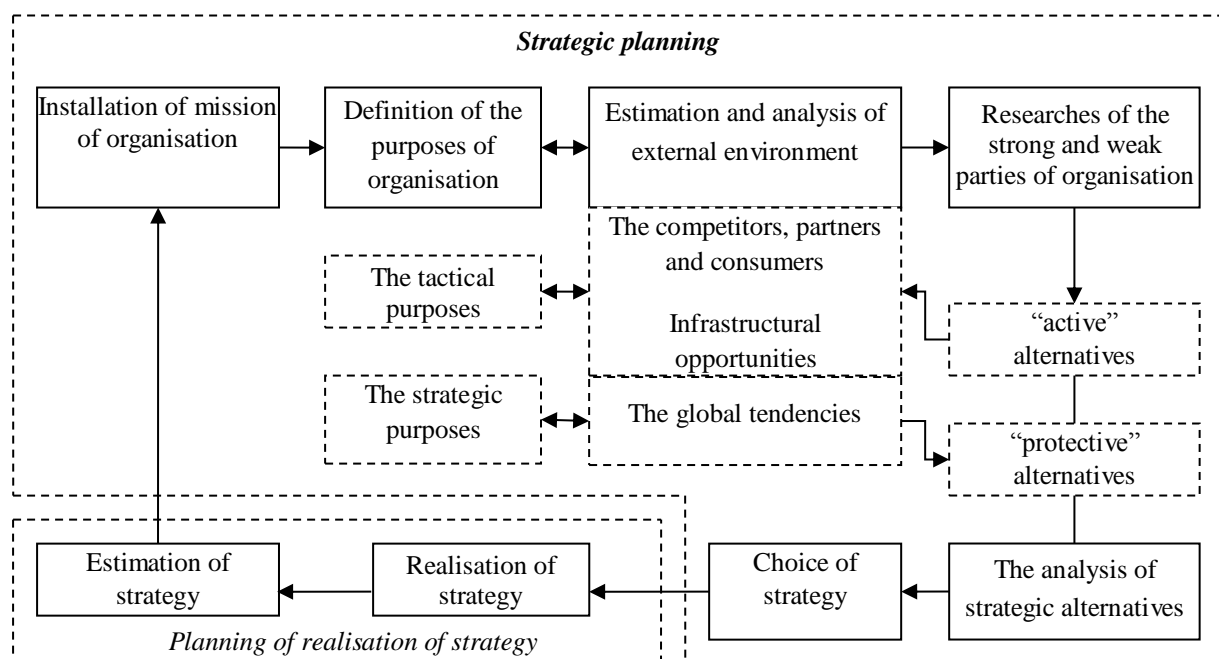 Strategic planning
Installation of mission
of organisation
Definition of the
purposes of
organisation
Estimation and analysis of
external environment
Researches of the
strong and weak
parties of organisation
The competitors, partners
and consumers
Infrastructural
opportunities
The tactical
purposes
“active”
alternatives
The strategic
purposes
The global tendencies
“protective”
alternatives
Estimation of
strategy
Realisation of
strategy
Choice of
strategy
The analysis of
strategic alternatives
Planning of realisation of strategy